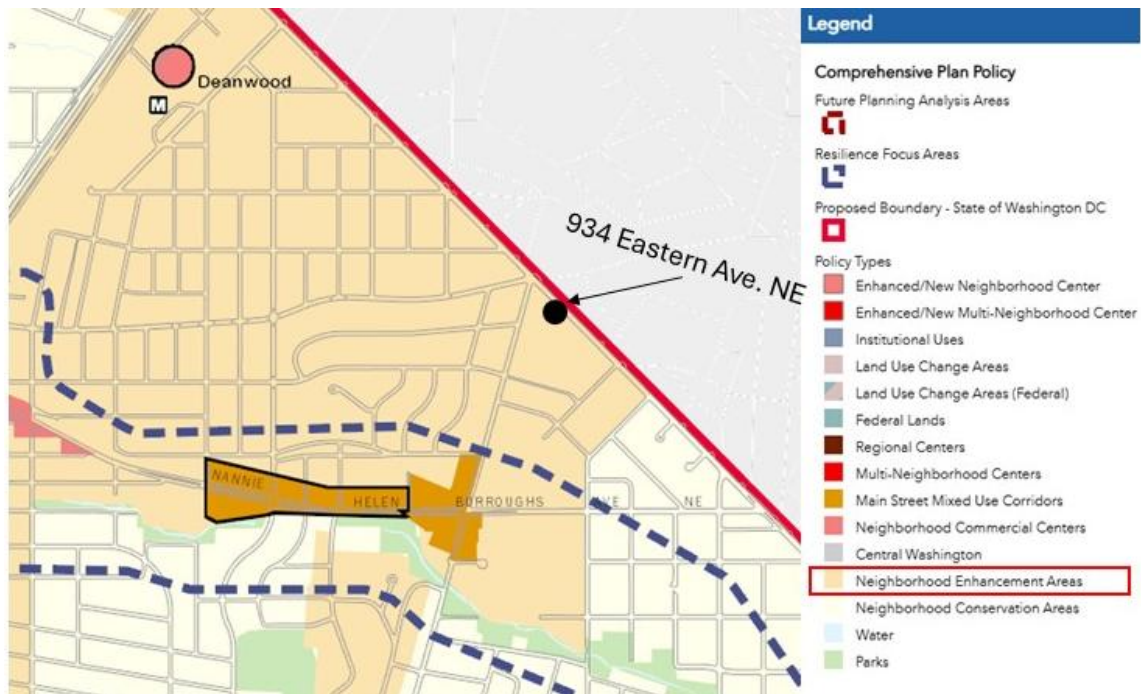 Deanwood
M
934 Eastern Ave. NE
NANNIE HELEN BURROUGHS AVE NE
Legend
Comprehensive Plan Policy
Future Planning Analysis Areas
Resilience Focus Areas
Proposed Boundary - State of Washington DC
Policy Types
Enhanced/New Neighborhood Center
Enhanced/New Multi-Neighborhood Center
Institutional Uses
Land Use Change Areas
Land Use Change Areas (Federal)
Federal Lands
Regional Centers
Multi-Neighborhood Centers
Main Street Mixed Use Corridors
Neighborhood Commercial Centers
Central Washington
Neighborhood Enhancement Areas
Neighborhood Conservation Areas
Water
Parks